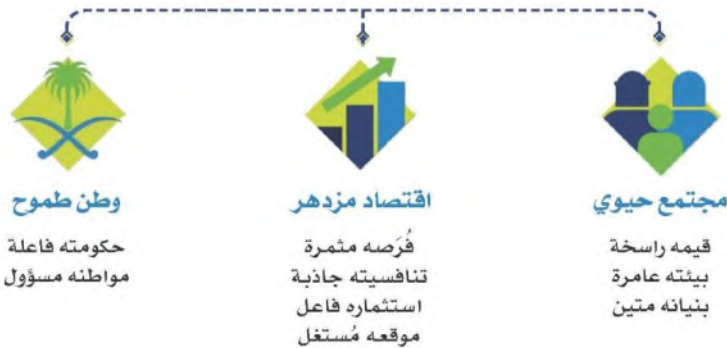 مجتمع حيوي
قيمه راسخة
بيئته عامرة
بنيانه متين
اقتصاد مزدهر
فُرَصه مثمرة
تنافسيته جاذبة
استثماره فاعل
موقعه مُستغل
وطن طموح
حكومته فاعلة
مواطنه مسؤول